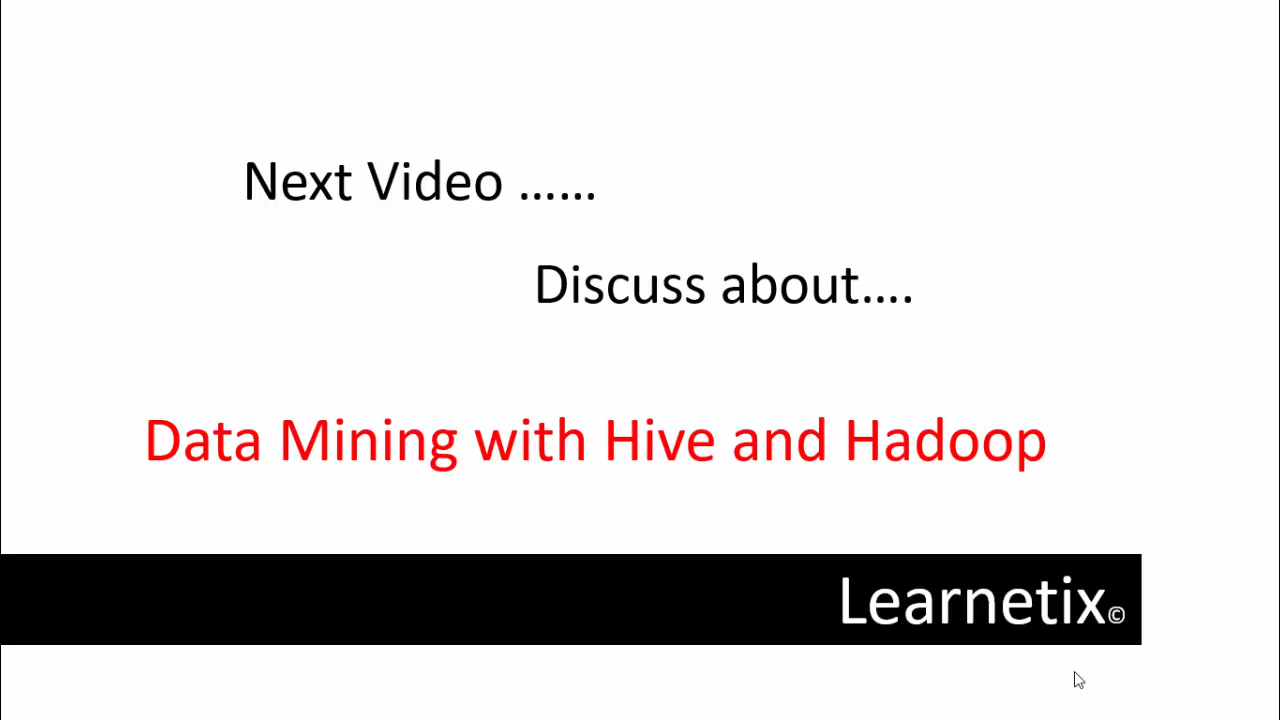 Next Video ......
Discuss about....
Data Mining with Hive and Hadoop
Learnetix©